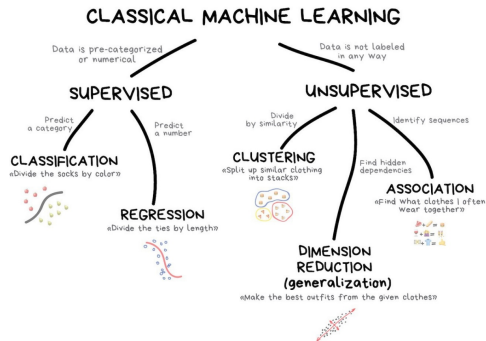 CLASSICAL MACHINE LEARNING
Data is pre-categorized
or numerical
Data is not labeled
in any way
SUPERVISED
UNSUPERVISED
Predict
a category
Predict
a number
Divide
by similarity
Identify sequences
CLASSIFICATION
«Divide the socks by color»
CLUSTERING
«Split up similar clothing
into stacks»
Find hidden
dependencies
ASSOCIATION
«Find what clothes I often
wear together»
REGRESSION
«Divide the ties by length»
DIMENSION
REDUCTION
(generalization)
«Make the best outfits from the given clothes»